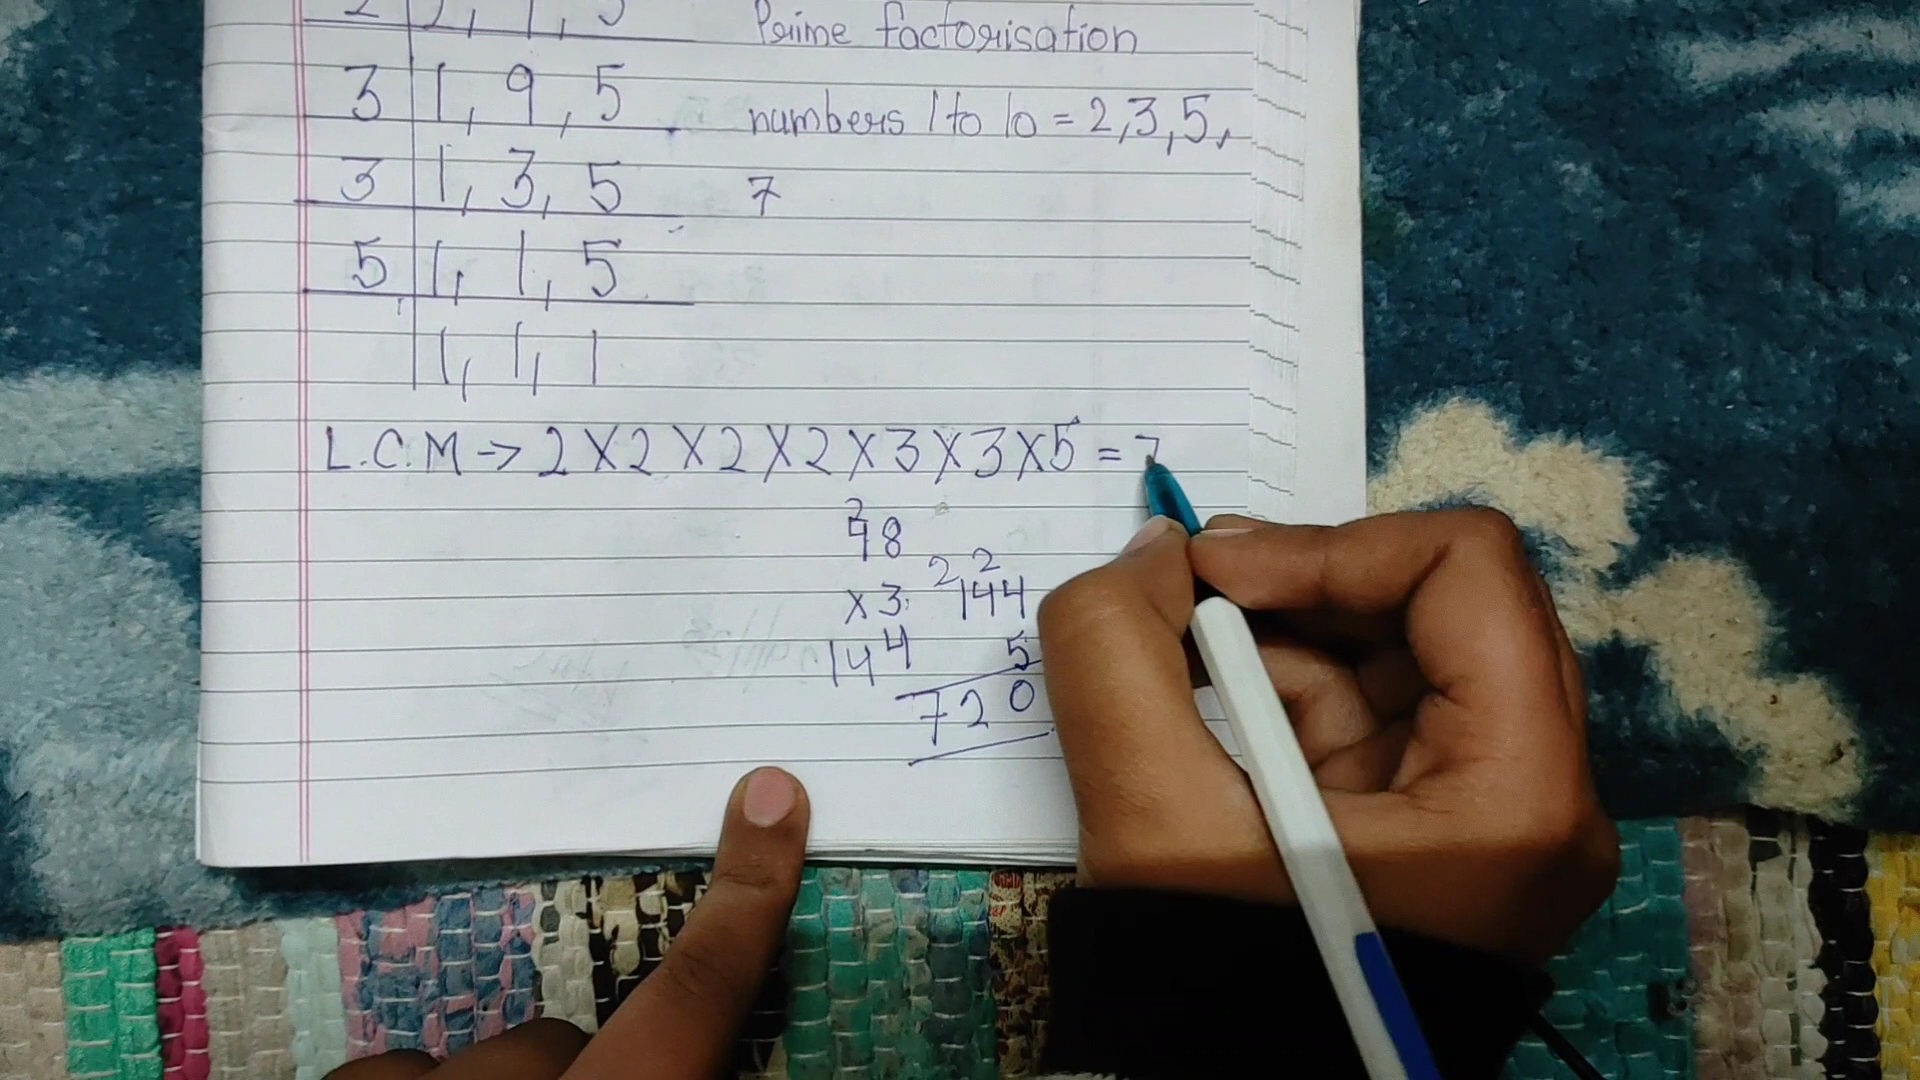 Prime factorisation
3 | 1, 9, 5
numbers 1 to 10 = 2,3,5,
3 | 1, 3, 5
7
5 | 1, 1, 5
1, 1, 1
L.C.M → 2 X 2 X 2 X 2 X 3 X 3 X 5 = 7
2
48
2 2
x 3 144
144 5
720